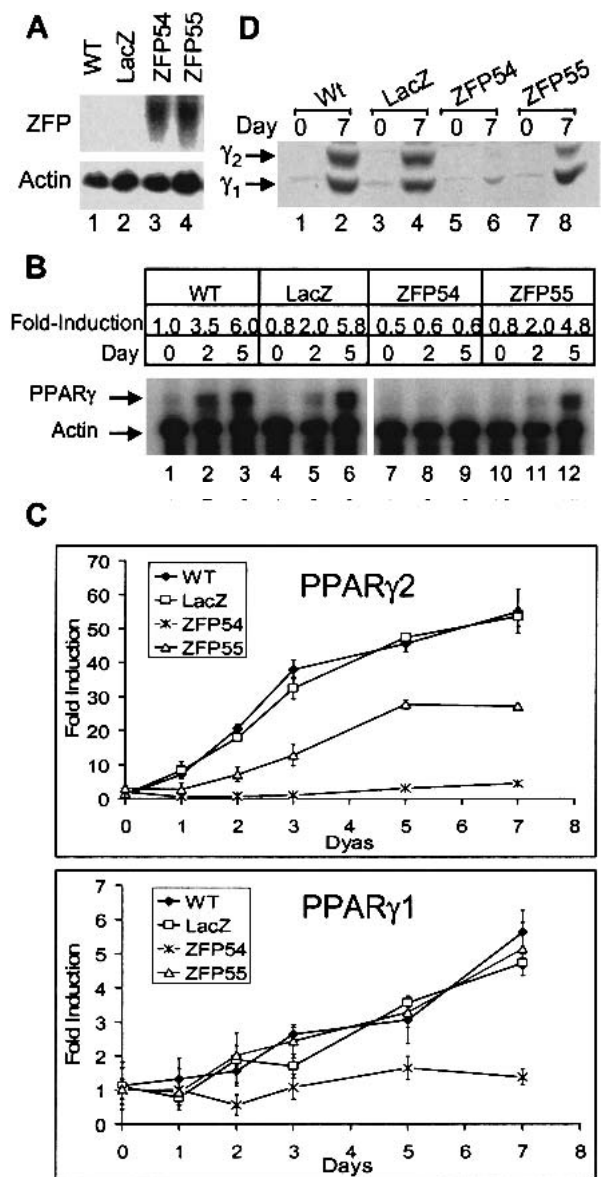 A
WT
LacZ
ZFP54
ZFP55
ZFP
Actin
1 2 3 4
D
Wt LacZ ZFP54 ZFP55
Day 0 7 0 7 0 7 0 7
γ2
γ1
1 2 3 4 5 6 7 8
B
WT LacZ ZFP54 ZFP55
Fold-Induction 1.0 3.5 6.0 0.8 2.0 5.8 0.5 0.6 0.6 0.8 2.0 4.8
Day 0 2 5 0 2 5 0 2 5 0 2 5
PPARγ
Actin
1 2 3 4 5 6 7 8 9 10 11 12
C
PPARγ2
WT
LacZ
ZFP54
ZFP55
Fold Induction
70
60
50
40
30
20
10
0
0 1 2 3 4 5 6 7 8
Dyas
PPARγ1
WT
LacZ
ZFP54
ZFP55
Fold Induction
7
6
5
4
3
2
1
0
0 1 2 3 4 5 6 7 8
Days